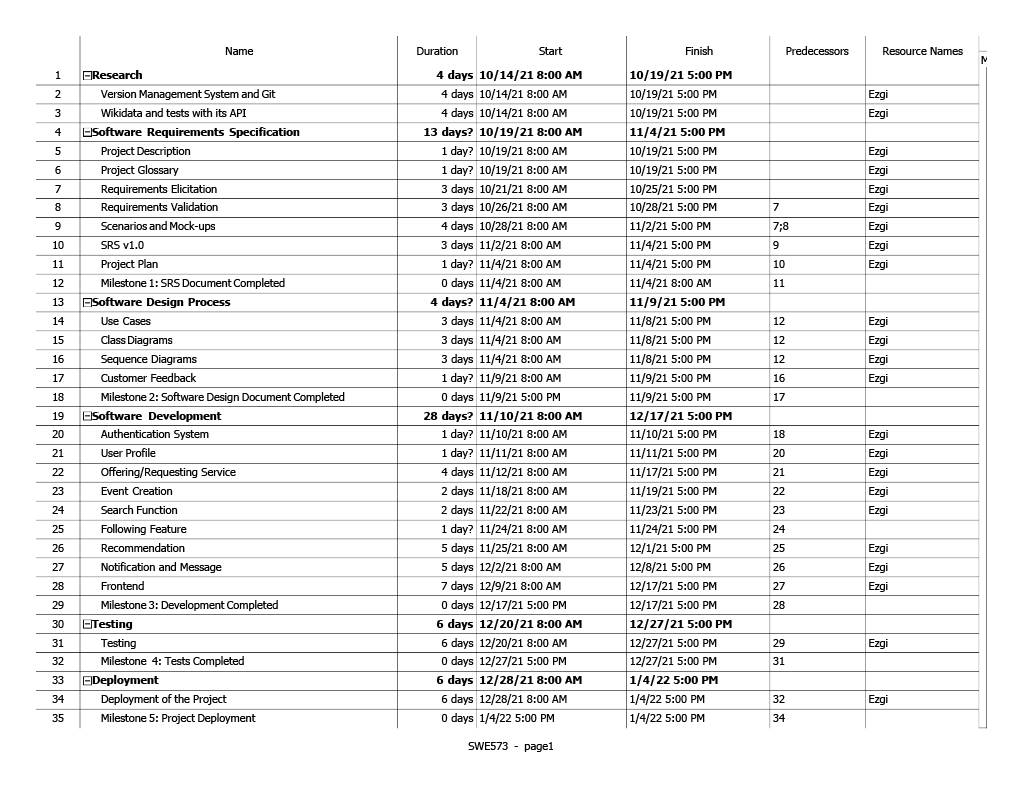 Name Duration Start Finish Predecessors Resource Names
M
1 Research 4 days 10/14/21 8:00 AM 10/19/21 5:00 PM
2 Version Management System and Git 4 days 10/14/21 8:00 AM 10/19/21 5:00 PM Ezgi
3 Wikidata and tests with its API 4 days 10/14/21 8:00 AM 10/19/21 5:00 PM Ezgi
4 Software Requirements Specification 13 days? 10/19/21 8:00 AM 11/4/21 5:00 PM
5 Project Description 1 day? 10/19/21 8:00 AM 10/19/21 5:00 PM Ezgi
6 Project Glossary 1 day? 10/19/21 8:00 AM 10/19/21 5:00 PM Ezgi
7 Requirements Elicitation 3 days 10/21/21 8:00 AM 10/25/21 5:00 PM Ezgi
8 Requirements Validation 3 days 10/26/21 8:00 AM 10/28/21 5:00 PM 7 Ezgi
9 Scenarios and Mock-ups 4 days 10/28/21 8:00 AM 11/2/21 5:00 PM 7;8 Ezgi
10 SRS v1.0 3 days 11/2/21 8:00 AM 11/4/21 5:00 PM 9 Ezgi
11 Project Plan 1 day? 11/4/21 8:00 AM 11/4/21 5:00 PM 10 Ezgi
12 Milestone 1: SRS Document Completed 0 days 11/4/21 8:00 AM 11/4/21 8:00 AM 11
13 Software Design Process 4 days? 11/4/21 8:00 AM 11/9/21 5:00 PM
14 Use Cases 3 days 11/4/21 8:00 AM 11/8/21 5:00 PM 12 Ezgi
15 Class Diagrams 3 days 11/4/21 8:00 AM 11/8/21 5:00 PM 12 Ezgi
16 Sequence Diagrams 3 days 11/4/21 8:00 AM 11/8/21 5:00 PM 12 Ezgi
17 Customer Feedback 1 day? 11/9/21 8:00 AM 11/9/21 5:00 PM 16 Ezgi
18 Milestone 2: Software Design Document Completed 0 days 11/9/21 5:00 PM 11/9/21 5:00 PM 17
19 Software Development 28 days? 11/10/21 8:00 AM 12/17/21 5:00 PM
20 Authentication System 1 day? 11/10/21 8:00 AM 11/10/21 5:00 PM 18 Ezgi
21 User Profile 1 day? 11/11/21 8:00 AM 11/11/21 5:00 PM 20 Ezgi
22 Offering/Requesting Service 4 days 11/12/21 8:00 AM 11/17/21 5:00 PM 21 Ezgi
23 Event Creation 2 days 11/18/21 8:00 AM 11/19/21 5:00 PM 22 Ezgi
24 Search Function 2 days 11/22/21 8:00 AM 11/23/21 5:00 PM 23 Ezgi
25 Following Feature 1 day? 11/24/21 8:00 AM 11/24/21 5:00 PM 24
26 Recommendation 5 days 11/25/21 8:00 AM 12/1/21 5:00 PM 25 Ezgi
27 Notification and Message 5 days 12/2/21 8:00 AM 12/8/21 5:00 PM 26 Ezgi
28 Frontend 7 days 12/9/21 8:00 AM 12/17/21 5:00 PM 27 Ezgi
29 Milestone 3: Development Completed 0 days 12/17/21 5:00 PM 12/17/21 5:00 PM 28
30 Testing 6 days 12/20/21 8:00 AM 12/27/21 5:00 PM
31 Testing 6 days 12/20/21 8:00 AM 12/27/21 5:00 PM 29 Ezgi
32 Milestone 4: Tests Completed 0 days 12/27/21 5:00 PM 12/27/21 5:00 PM 31
33 Deployment 6 days 12/28/21 8:00 AM 1/4/22 5:00 PM
34 Deployment of the Project 6 days 12/28/21 8:00 AM 1/4/22 5:00 PM 32 Ezgi
35 Milestone 5: Project Deployment 0 days 1/4/22 5:00 PM 1/4/22 5:00 PM 34
SWE573 - page1